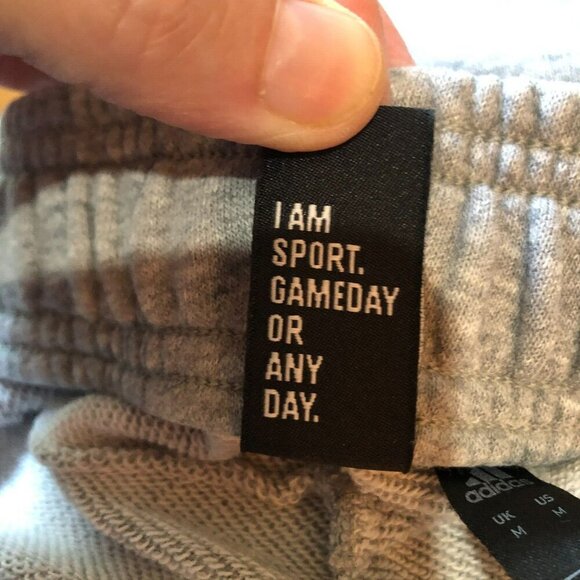 I AM
SPORT.
GAMEDAY
OR
ANY
DAY.
adidas
UK US
M M